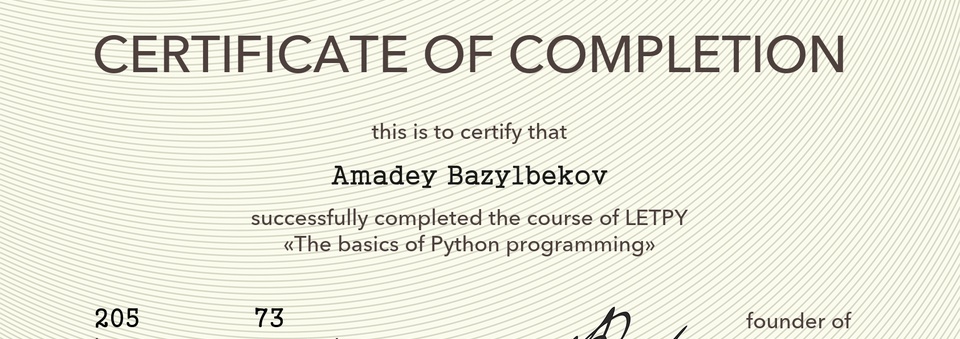 CERTIFICATE OF COMPLETION
this is to certify that
Amadey Bazylbekov
successfully completed the course of LETPY
«The basics of Python programming»
205 73 founder of